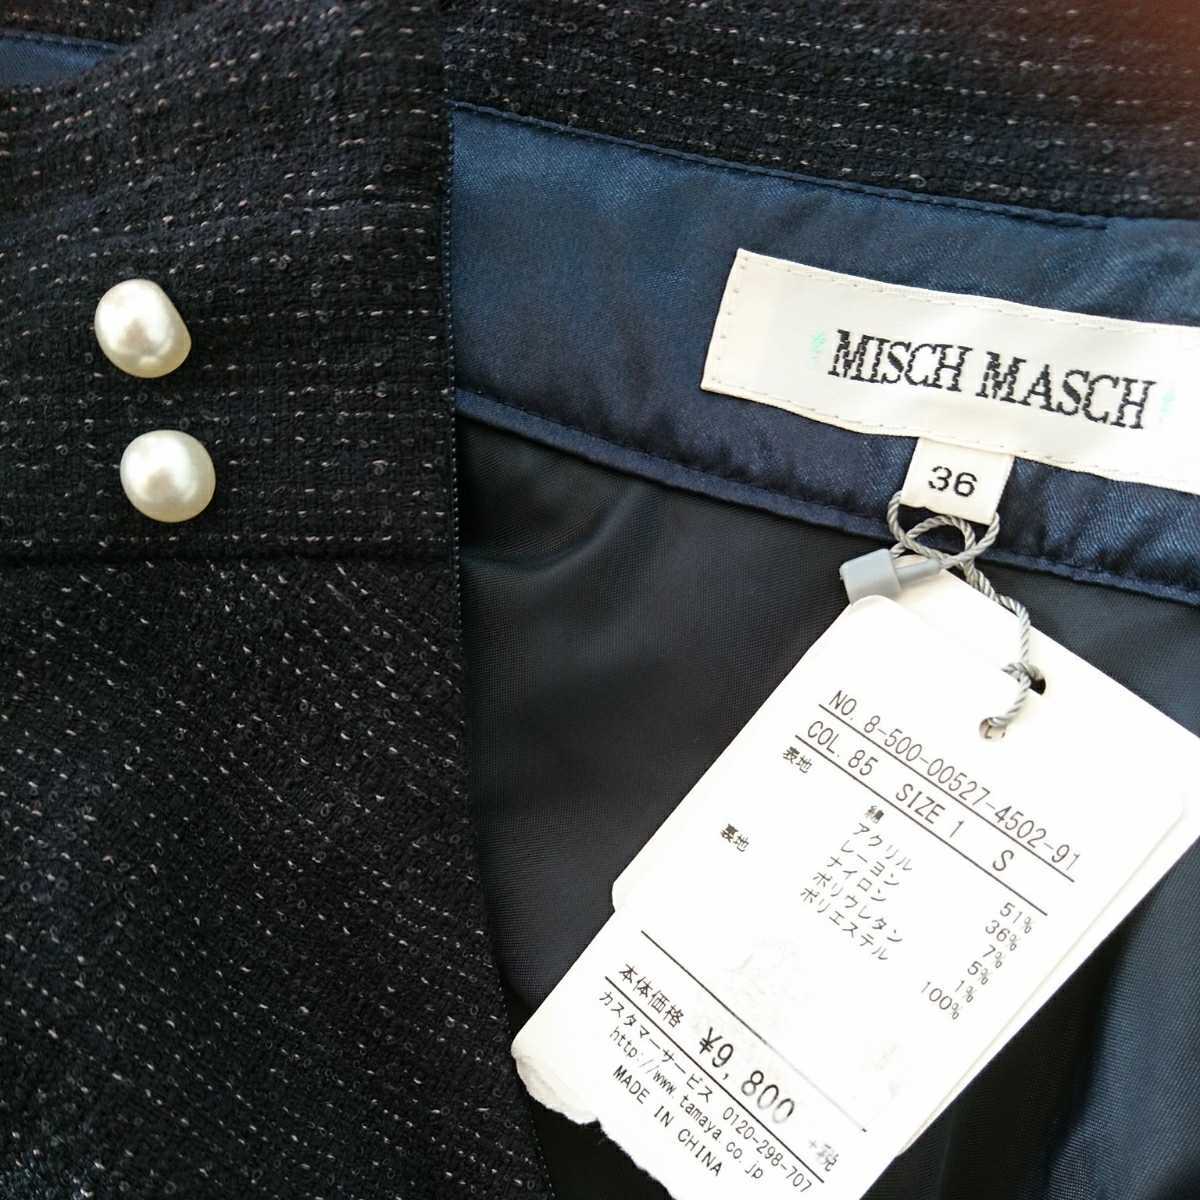 MISCH MASCH
36
NO. 8-500-00527-4502-91
COL. 85 SIZE 1 S
表地
綿 51%
アクリル 36%
レーヨン 7%
ナイロン 5%
ポリウレタン 1%
裏地 ポリエステル 100%
本体価格 ¥9,800 +税
カスタマーサービス 0120-298-707
http://www.tamaya.co.jp
MADE IN CHINA